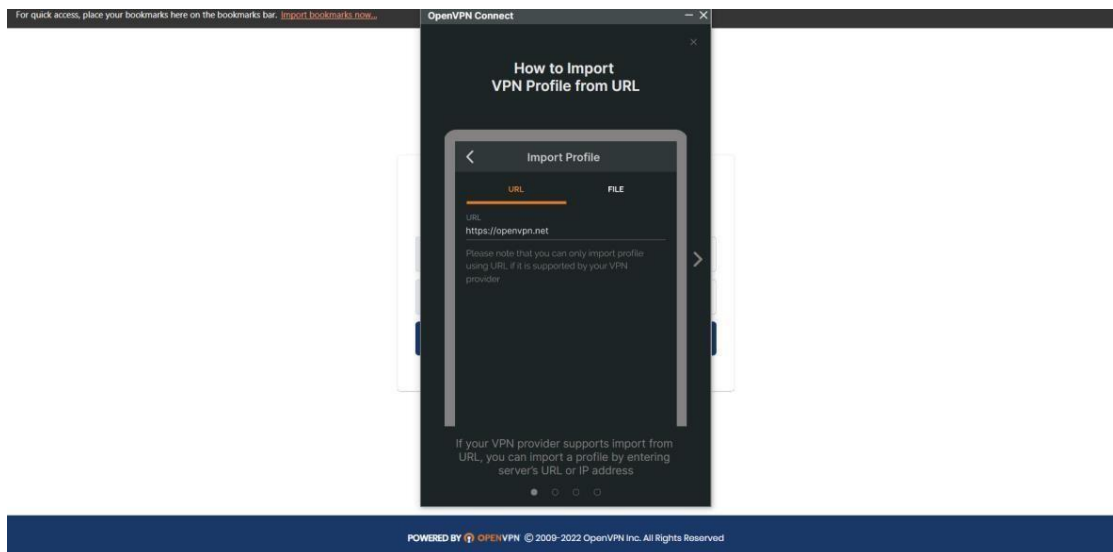 For quick access, place your bookmarks here on the bookmarks bar. Import bookmarks now...
OpenVPN Connect
How to Import
VPN Profile from URL
Import Profile
URL FILE
URL
https://openvpn.net
Please note that you can only import profile
using URL if it is supported by your VPN
provider
If your VPN provider supports import from
URL, you can import a profile by entering
server's URL or IP address
POWERED BY OPENVPN © 2009-2022 OpenVPN Inc. All Rights Reserved